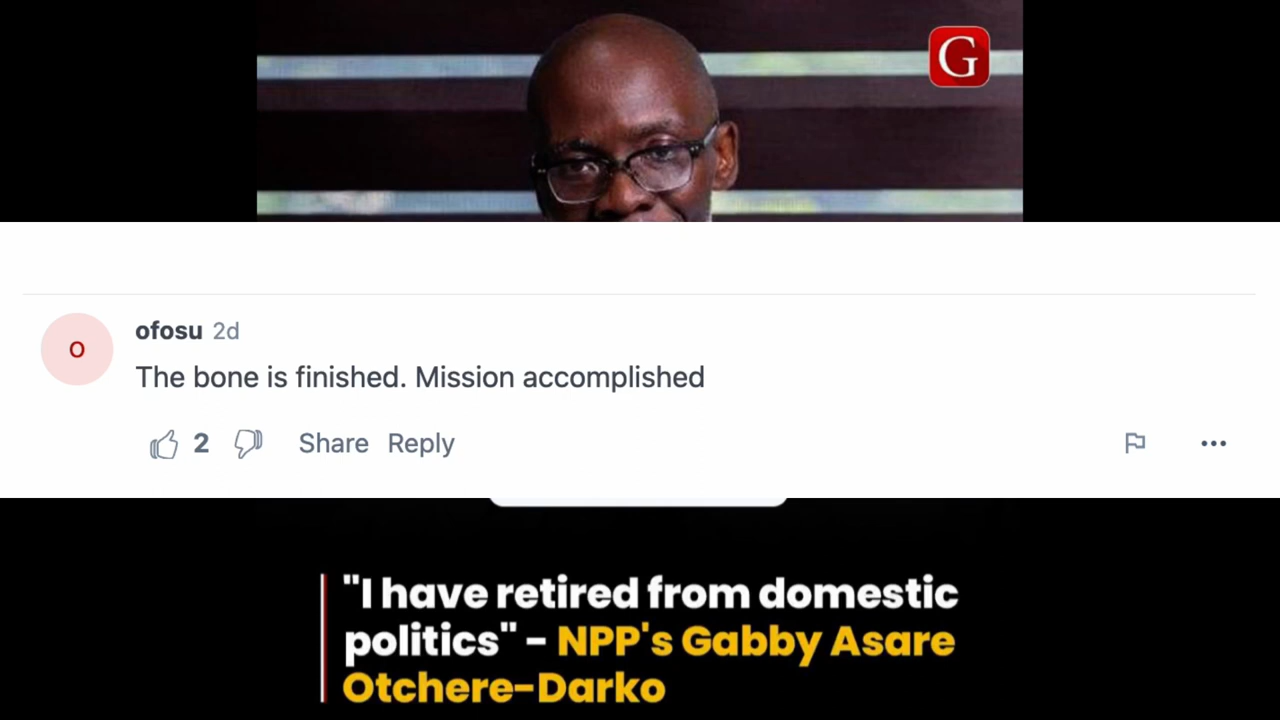 G
ofosu 2d
O
The bone is finished. Mission accomplished
2 Share Reply
"I have retired from domestic
politics" - NPP's Gabby Asare
Otchere-Darko